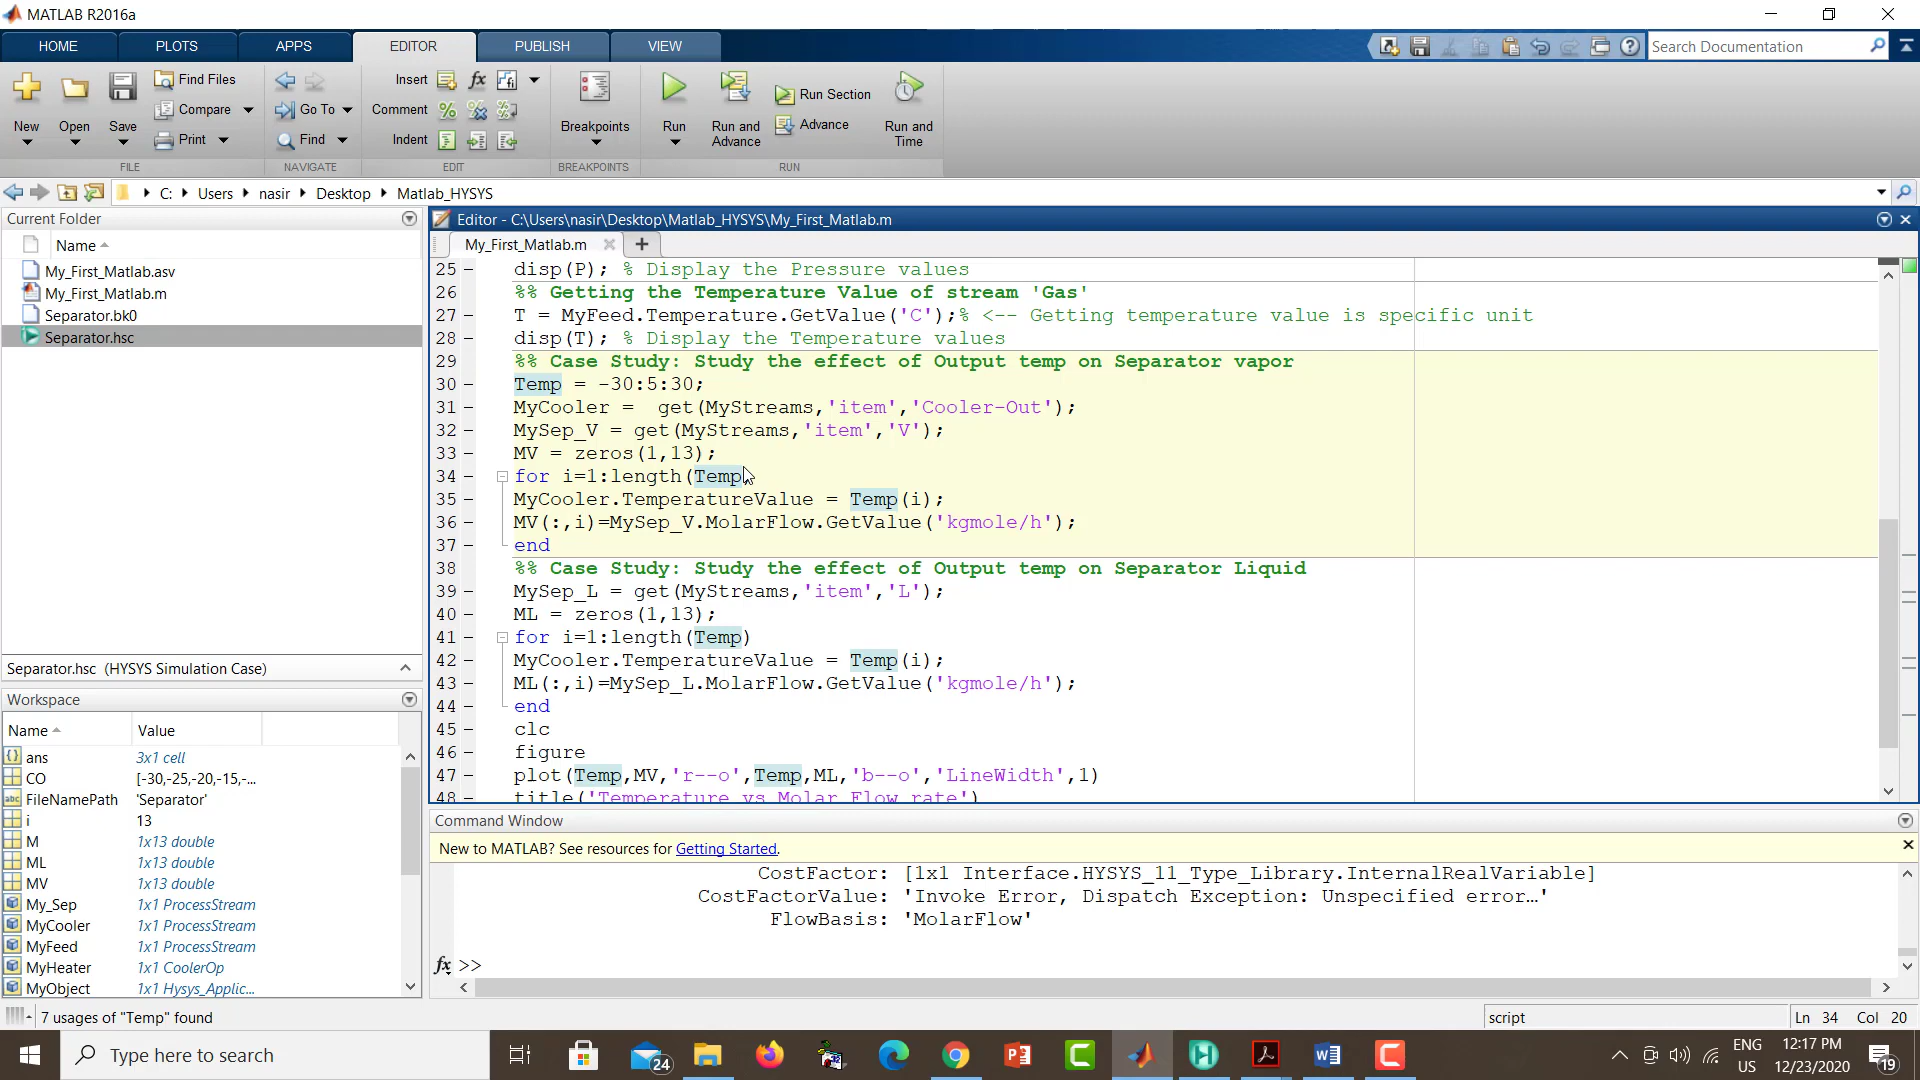 MATLAB R2016a
HOME PLOTS APPS EDITOR PUBLISH VIEW
Search Documentation
New Open Save
Find Files
Compare
Print
Go To
Find
Insert fx
Comment
Indent
Breakpoints
Run
Run and Advance
Run Section
Advance
Run and Time
FILE NAVIGATE EDIT BREAKPOINTS RUN
C: Users nasir Desktop Matlab_HYSYS
Current Folder
Name
My_First_Matlab.asv
My_First_Matlab.m
Separator.bk0
Separator.hsc
Separator.hsc (HYSYS Simulation Case)
Workspace
Name Value
ans 3x1 cell
CO [-30,-25,-20,-15,-...
FileNamePath 'Separator'
i 13
M 1x13 double
ML 1x13 double
MV 1x13 double
My_Sep 1x1 ProcessStream
MyCooler 1x1 ProcessStream
MyFeed 1x1 ProcessStream
MyHeater 1x1 CoolerOp
MyObject 1x1 Hysys_Applic...
Editor - C:\Users\nasir\Desktop\Matlab_HYSYS\My_First_Matlab.m
My_First_Matlab.m
25 – disp(P); % Display the Pressure values
26 %% Getting the Temperature Value of stream 'Gas'
27 – T = MyFeed.Temperature.GetValue('C');% <-- Getting temperature value is specific unit
28 – disp(T); % Display the Temperature values
29 %% Case Study: Study the effect of Output temp on Separator vapor
30 – Temp = -30:5:30;
31 – MyCooler =  get(MyStreams,'item','Cooler-Out');
32 – MySep_V = get(MyStreams,'item','V');
33 – MV = zeros(1,13);
34 – for i=1:length(Temp)
35 – MyCooler.TemperatureValue = Temp(i);
36 – MV(:,i)=MySep_V.MolarFlow.GetValue('kgmole/h');
37 – end
38 %% Case Study: Study the effect of Output temp on Separator Liquid
39 – MySep_L = get(MyStreams,'item','L');
40 – ML = zeros(1,13);
41 – for i=1:length(Temp)
42 – MyCooler.TemperatureValue = Temp(i);
43 – ML(:,i)=MySep_L.MolarFlow.GetValue('kgmole/h');
44 – end
45 – clc
46 – figure
47 – plot(Temp,MV,'r--o',Temp,ML,'b--o','LineWidth',1)
48 – title('Temperature vs Molar Flow rate')
Command Window
New to MATLAB? See resources for Getting Started.
CostFactor: [1x1 Interface.HYSYS_11_Type_Library.InternalRealVariable]
CostFactorValue: 'Invoke Error, Dispatch Exception: Unspecified error…'
FlowBasis: 'MolarFlow'
fx >>
7 usages of "Temp" found
script
Ln 34 Col 20
Type here to search
24
ENG
US
12:17 PM
12/23/2020
19